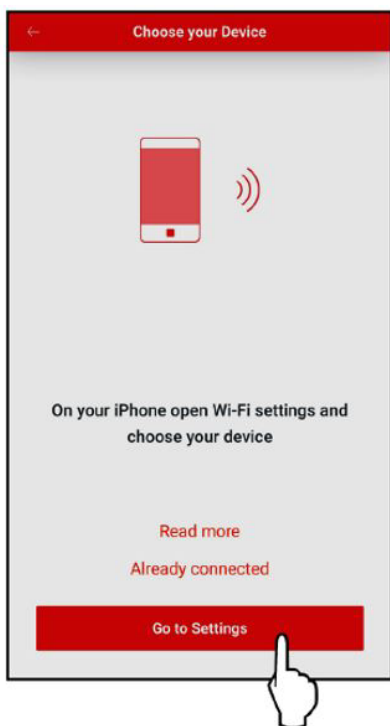 Choose your Device
On your iPhone open Wi-Fi settings and
choose your device
Read more
Already connected
Go to Settings